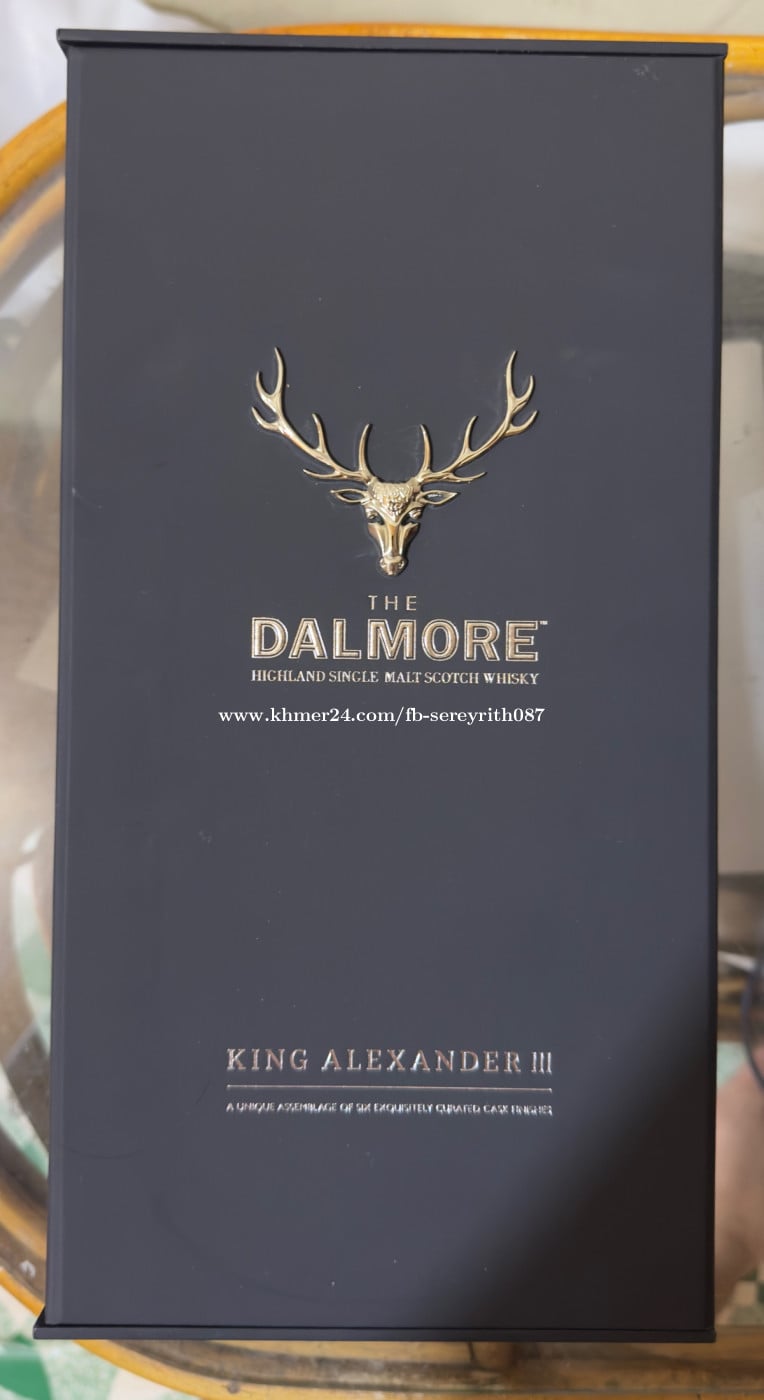 THE
DALMORE™
HIGHLAND SINGLE MALT SCOTCH WHISKY
www.khmer24.com/fb-sereyrith087
KING ALEXANDER III
A UNIQUE ASSEMBLAGE OF SIX EXQUISITELY CURATED CASK FINISHES